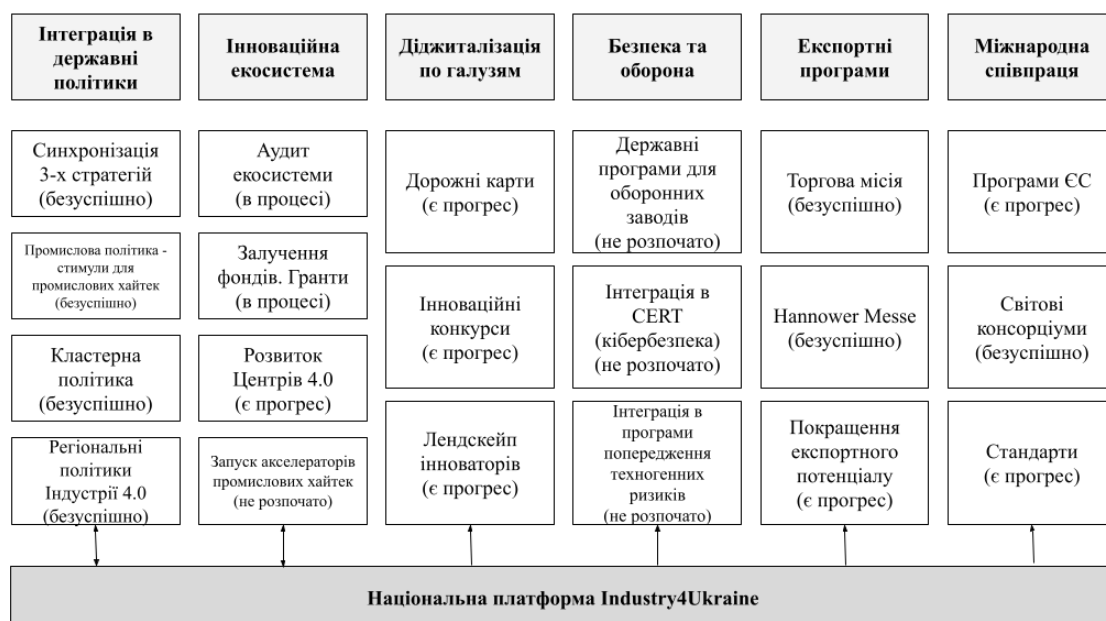 Інтеграція в
державні
політики
Інноваційна
екосистема
Діджиталізація
по галузям
Безпека та
оборона
Експортні
програми
Міжнародна
співпраця
Синхронізація
3-х стратегій
(безуспішно)
Промислова політика -
стимули для
промислових хайтек
(безуспішно)
Кластерна
політика
(безуспішно)
Регіональні
політики
Індустрії 4.0
(безуспішно)
Аудит
екосистеми
(в процесі)
Залучення
фондів. Гранти
(в процесі)
Розвиток
Центрів 4.0
(є прогрес)
Запуск акселераторів
промислових хайтек
(не розпочато)
Дорожні карти
(є прогрес)
Інноваційні
конкурси
(є прогрес)
Лендскейп
інноваторів
(є прогрес)
Державні
програми для
оборонних
заводів
(не розпочато)
Інтеграція в
CERT
(кібербезпека)
(не розпочато)
Інтеграція в
програми
попередження
техногенних
ризиків
(не розпочато)
Торгова місія
(безуспішно)
Hannower Messe
(безуспішно)
Покращення
експортного
потенціалу
(є прогрес)
Програми ЄС
(є прогрес)
Світові
консорціуми
(безуспішно)
Стандарти
(є прогрес)
Національна платформа Industry4Ukraine